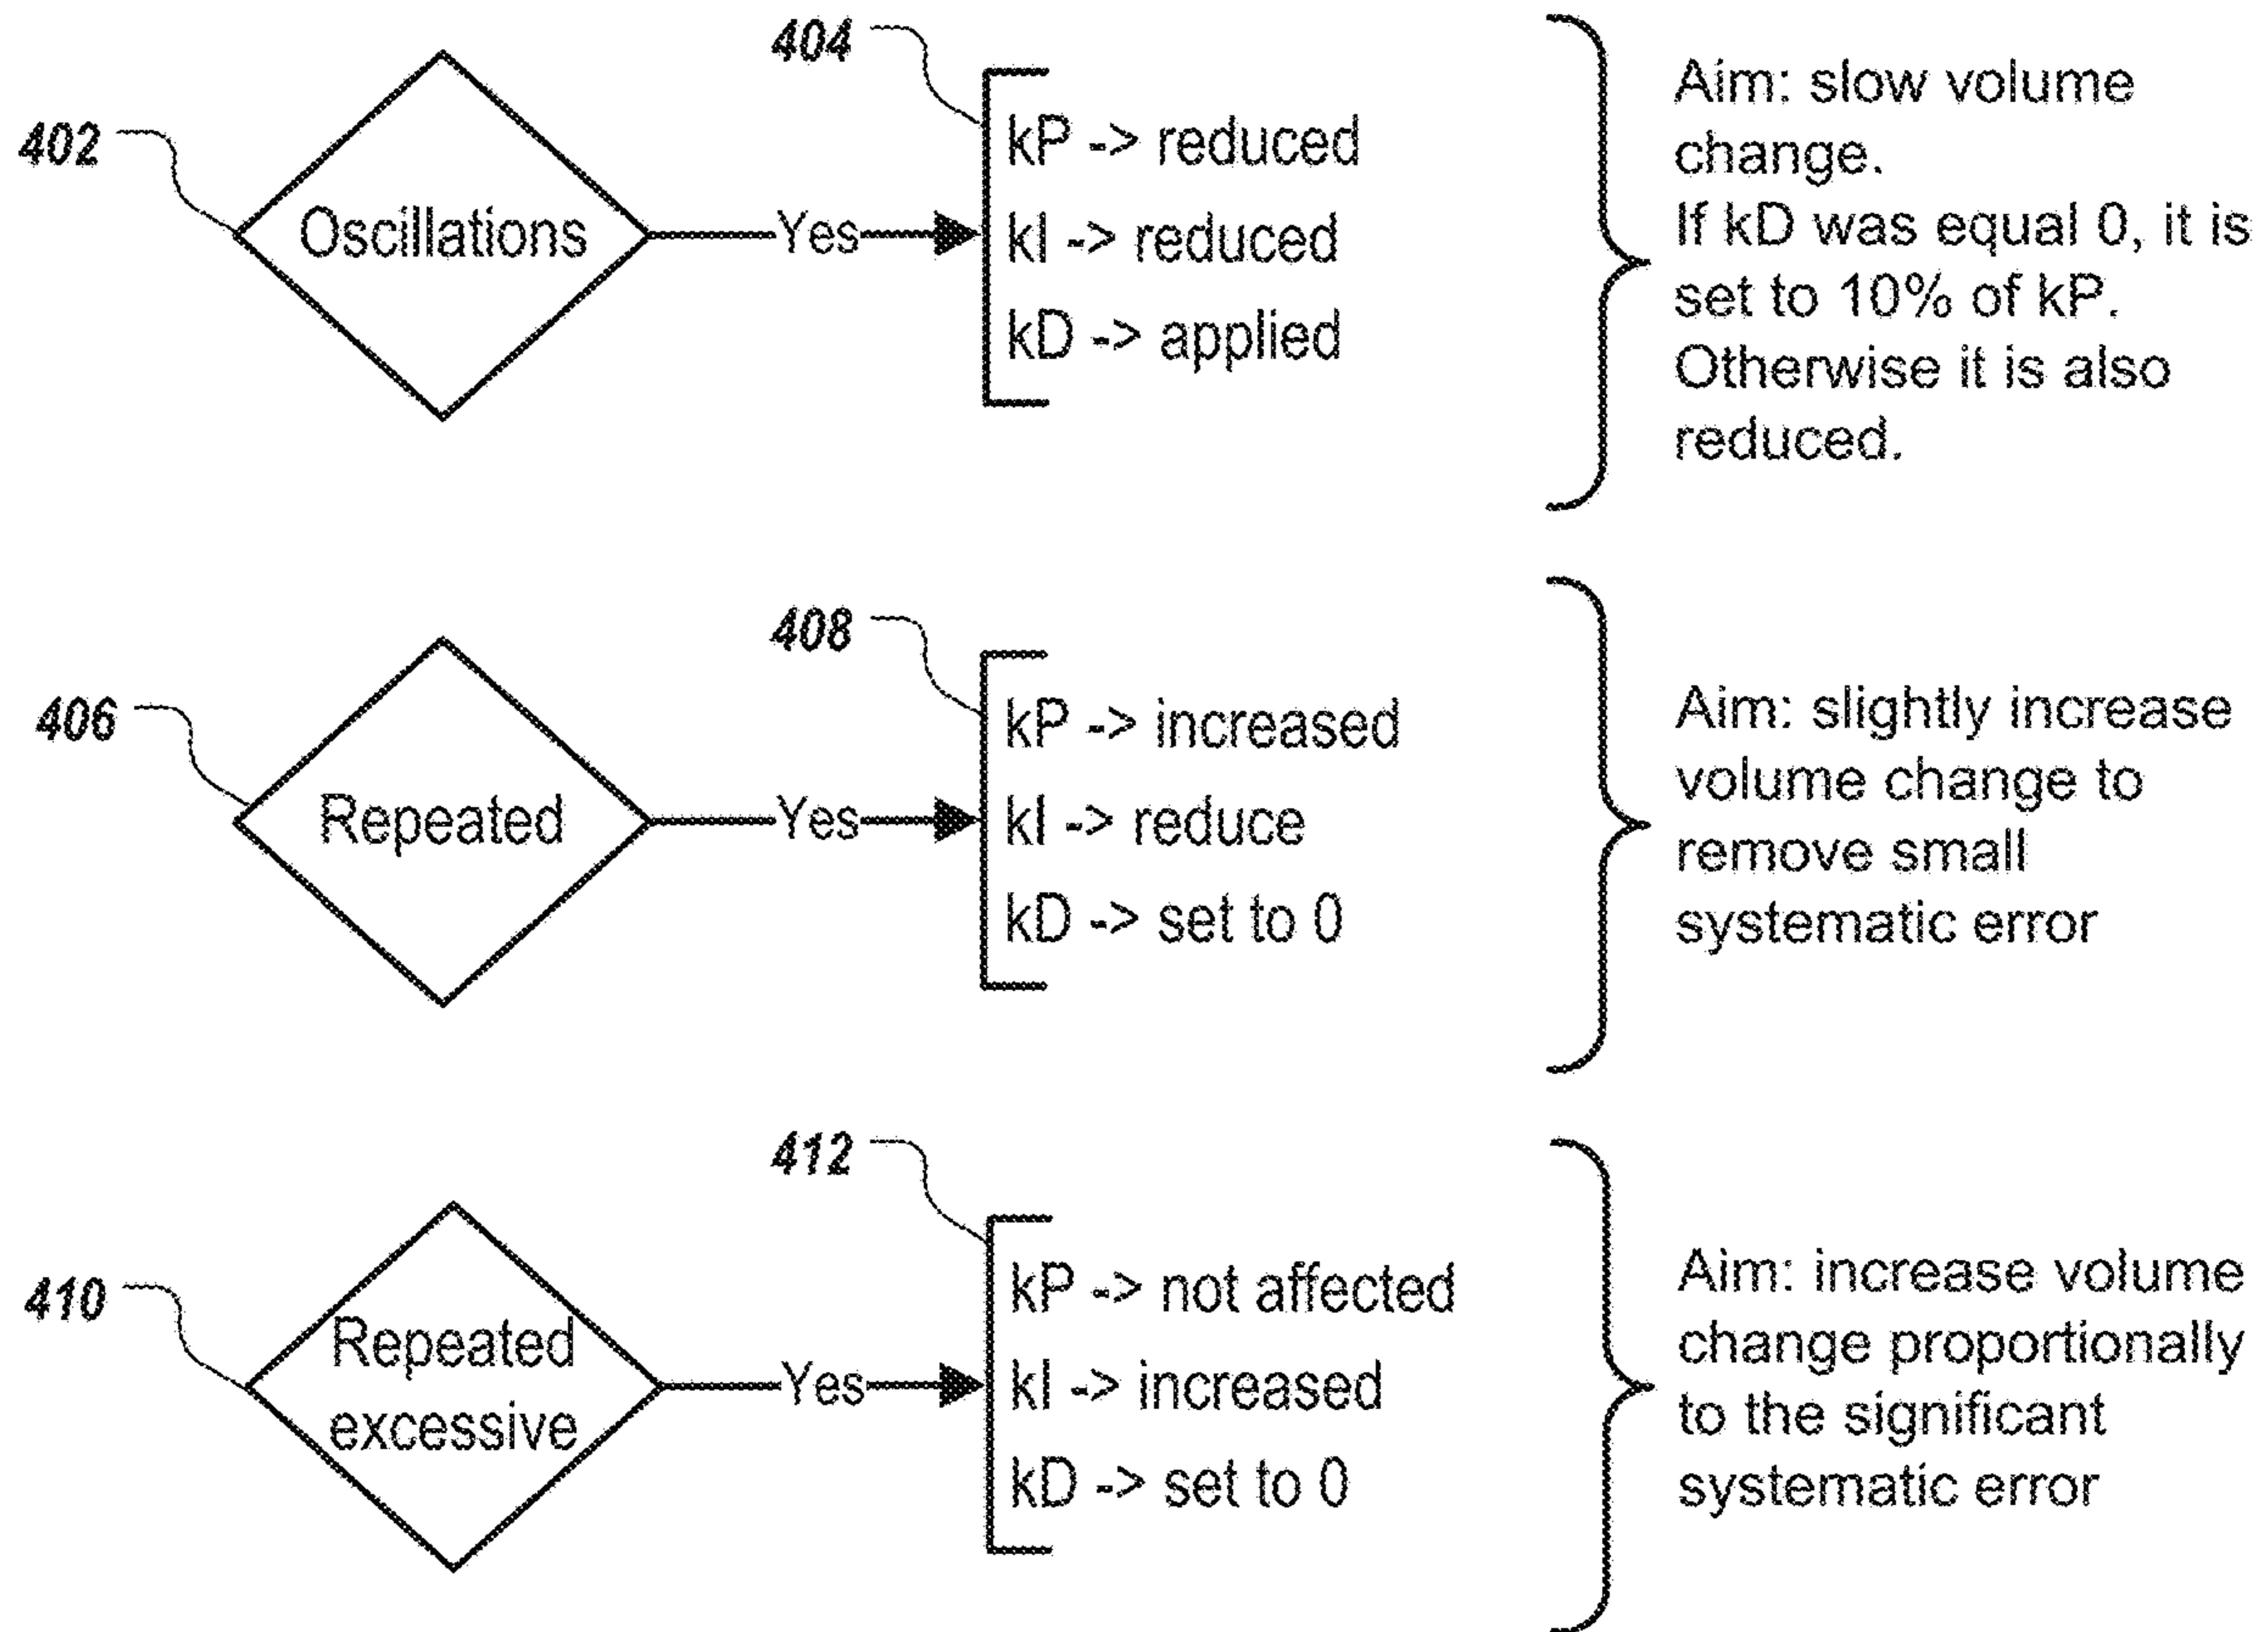 404
402
Oscillations
Yes
kP -> reduced
kI -> reduced
kD -> applied
Aim: slow volume
change.
If kD was equal 0, it is
set to 10% of kP.
Otherwise it is also
reduced.
408
406
Repeated
Yes
kP -> increased
kI -> reduce
kD -> set to 0
Aim: slightly increase
volume change to
remove small
systematic error
412
410
Repeated
excessive
Yes
kP -> not affected
kI -> increased
kD -> set to 0
Aim: increase volume
change proportionally
to the significant
systematic error